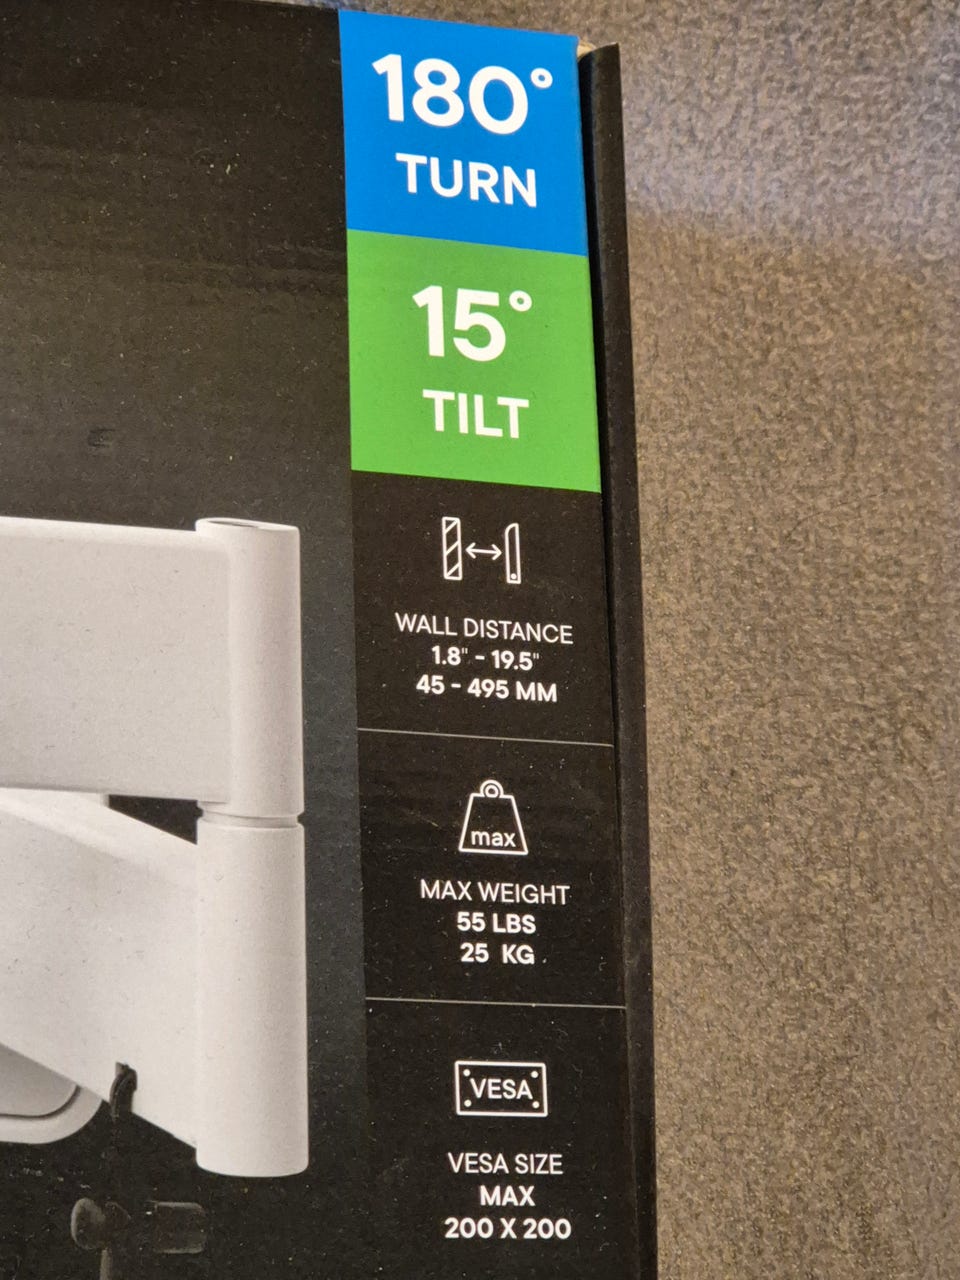 180°
TURN
15°
TILT
WALL DISTANCE
1.8" - 19.5"
45 - 495 MM
max
MAX WEIGHT
55 LBS
25 KG
VESA
VESA SIZE
MAX
200 X 200